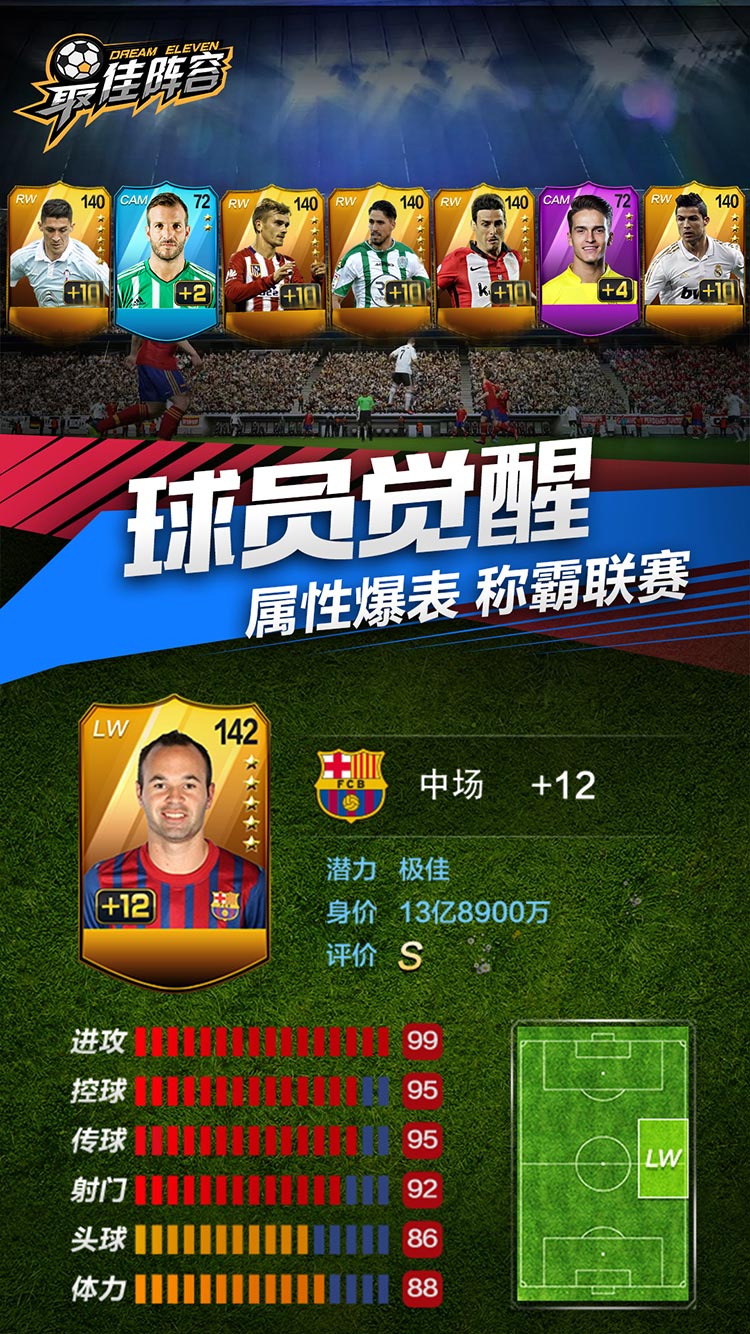 DREAM ELEVEN
最佳阵容
RW 140 +10
CAM 72 +2
RW 140 +10
RW 140 +10
RW 140 +10
CAM 72 +4
RW 140 +10
球员觉醒
属性爆表 称霸联赛
LW 142
+12
FCB
中场 +12
潜力 极佳
身价 13亿8900万
评价 S
进攻 99
控球 95
传球 95
射门 92
头球 86
体力 88
LW